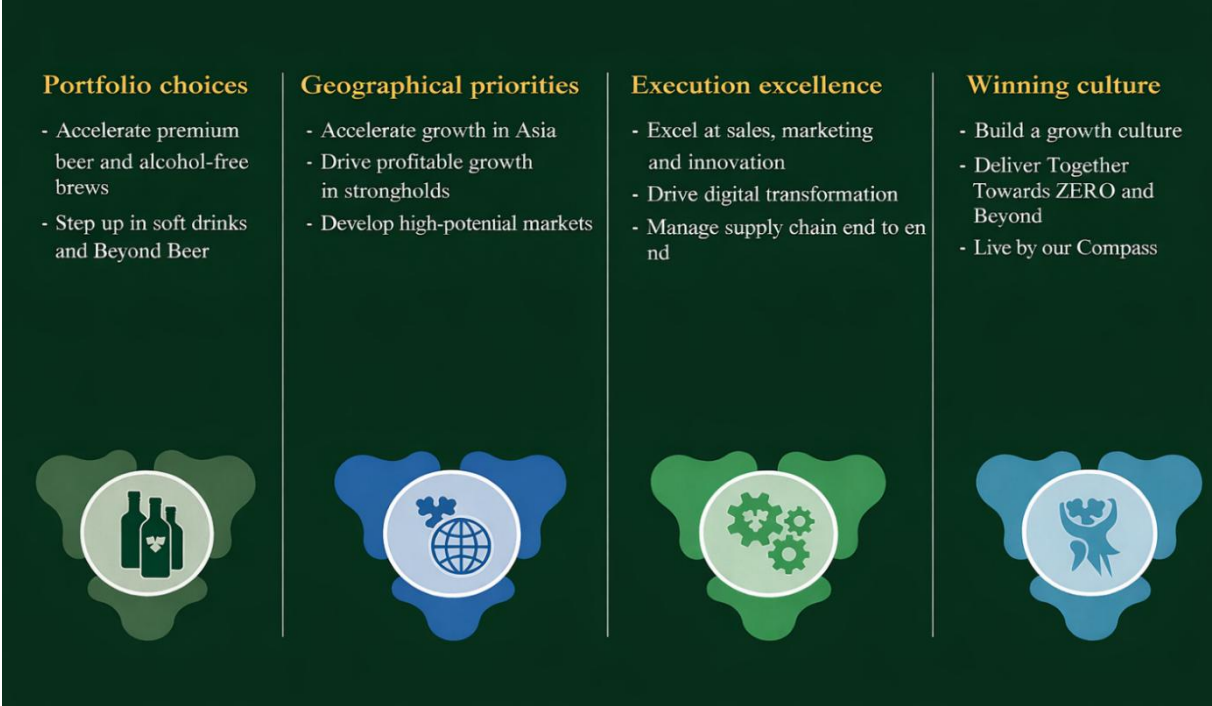 Portfolio choices
- Accelerate premium
beer and alcohol-free
brews
- Step up in soft drinks
and Beyond Beer
Geographical priorities
- Accelerate growth in Asia
- Drive profitable growth
in strongholds
- Develop high-potential markets
Execution excellence
- Excel at sales, marketing
and innovation
- Drive digital transformation
- Manage supply chain end to en
nd
Winning culture
- Build a growth culture
- Deliver Together
Towards ZERO and
Beyond
- Live by our Compass